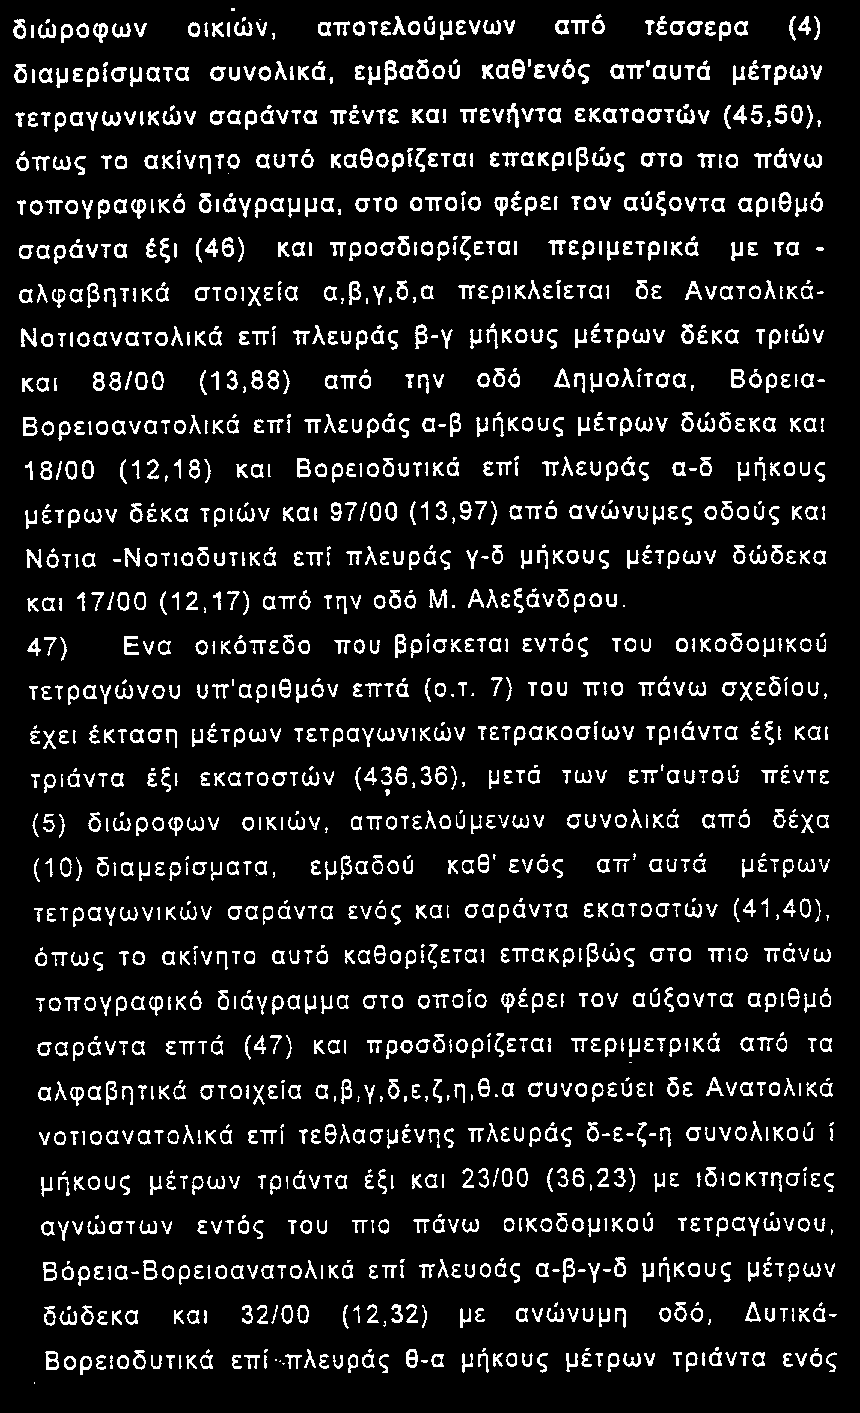 διώροφων οικιών, αποτελούμενων από τέσσερα (4)
διαμερίσματα συνολικά, εμβαδού καθ'ενός απ'αυτά μέτρων
τετραγωνικών σαράντα πέντε και πενήντα εκατοστών (45,50),
όπως το ακίνητο αυτό καθορίζεται επακριβώς στο πιο πάνω
τοπογραφικό διάγραμμα, στο οποίο φέρει τον αύξοντα αριθμό
σαράντα έξι (46) και προσδιορίζεται περιμετρικά με τα -
αλφαβητικά στοιχεία α,β,γ,δ,α περικλείεται δε Ανατολικά-
Νοτιοανατολικά επί πλευράς β-γ μήκους μέτρων δέκα τριών
και 88/00 (13,88) από την οδό Δημολίτσα, Βόρεια-
Βορειοανατολικά επί πλευράς α-β μήκους μέτρων δώδεκα και
18/00 (12,18) και Βορειοδυτικά επί πλευράς α-δ μήκους
μέτρων δέκα τριών και 97/00 (13,97) από ανώνυμες οδούς και
Νότια -Νοτιοδυτικά επί πλευράς γ-δ μήκους μέτρων δώδεκα
και 17/00 (12,17) από την οδό Μ. Αλεξάνδρου.
47) Ενα οικόπεδο που βρίσκεται εντός του οικοδομικού
τετραγώνου υπ'αριθμόν επτά (ο.τ. 7) του πιο πάνω σχεδίου,
έχει έκταση μέτρων τετραγωνικών τετρακοσίων τριάντα έξι και
τριάντα έξι εκατοστών (436,36), μετά των επ'αυτού πέντε
(5) διώροφων οικιών, αποτελούμενων συνολικά από δέχα
(10) διαμερίσματα, εμβαδού καθ' ενός απ' αυτά μέτρων
τετραγωνικών σαράντα ενός και σαράντα εκατοστών (41,40),
όπως το ακίνητο αυτό καθορίζεται επακριβώς στο πιο πάνω
τοπογραφικό διάγραμμα στο οποίο φέρει τον αύξοντα αριθμό
σαράντα επτά (47) και προσδιορίζεται περιμετρικά από τα
αλφαβητικά στοιχεία α,β,γ,δ,ε,ζ,η,θ.α συνορεύει δε Ανατολικά
νοτιοανατολικά επί τεθλασμένης πλευράς δ-ε-ζ-η συνολικού ί
μήκους μέτρων τριάντα έξι και 23/00 (36,23) με ιδιοκτησίες
αγνώστων εντός του πιο πάνω οικοδομικού τετραγώνου,
Βόρεια-Βορειοανατολικά επί πλευράς α-β-γ-δ μήκους μέτρων
δώδεκα και 32/00 (12,32) με ανώνυμη οδό, Δυτικά-
Βορειοδυτικά επί πλευράς θ-α μήκους μέτρων τριάντα ενός